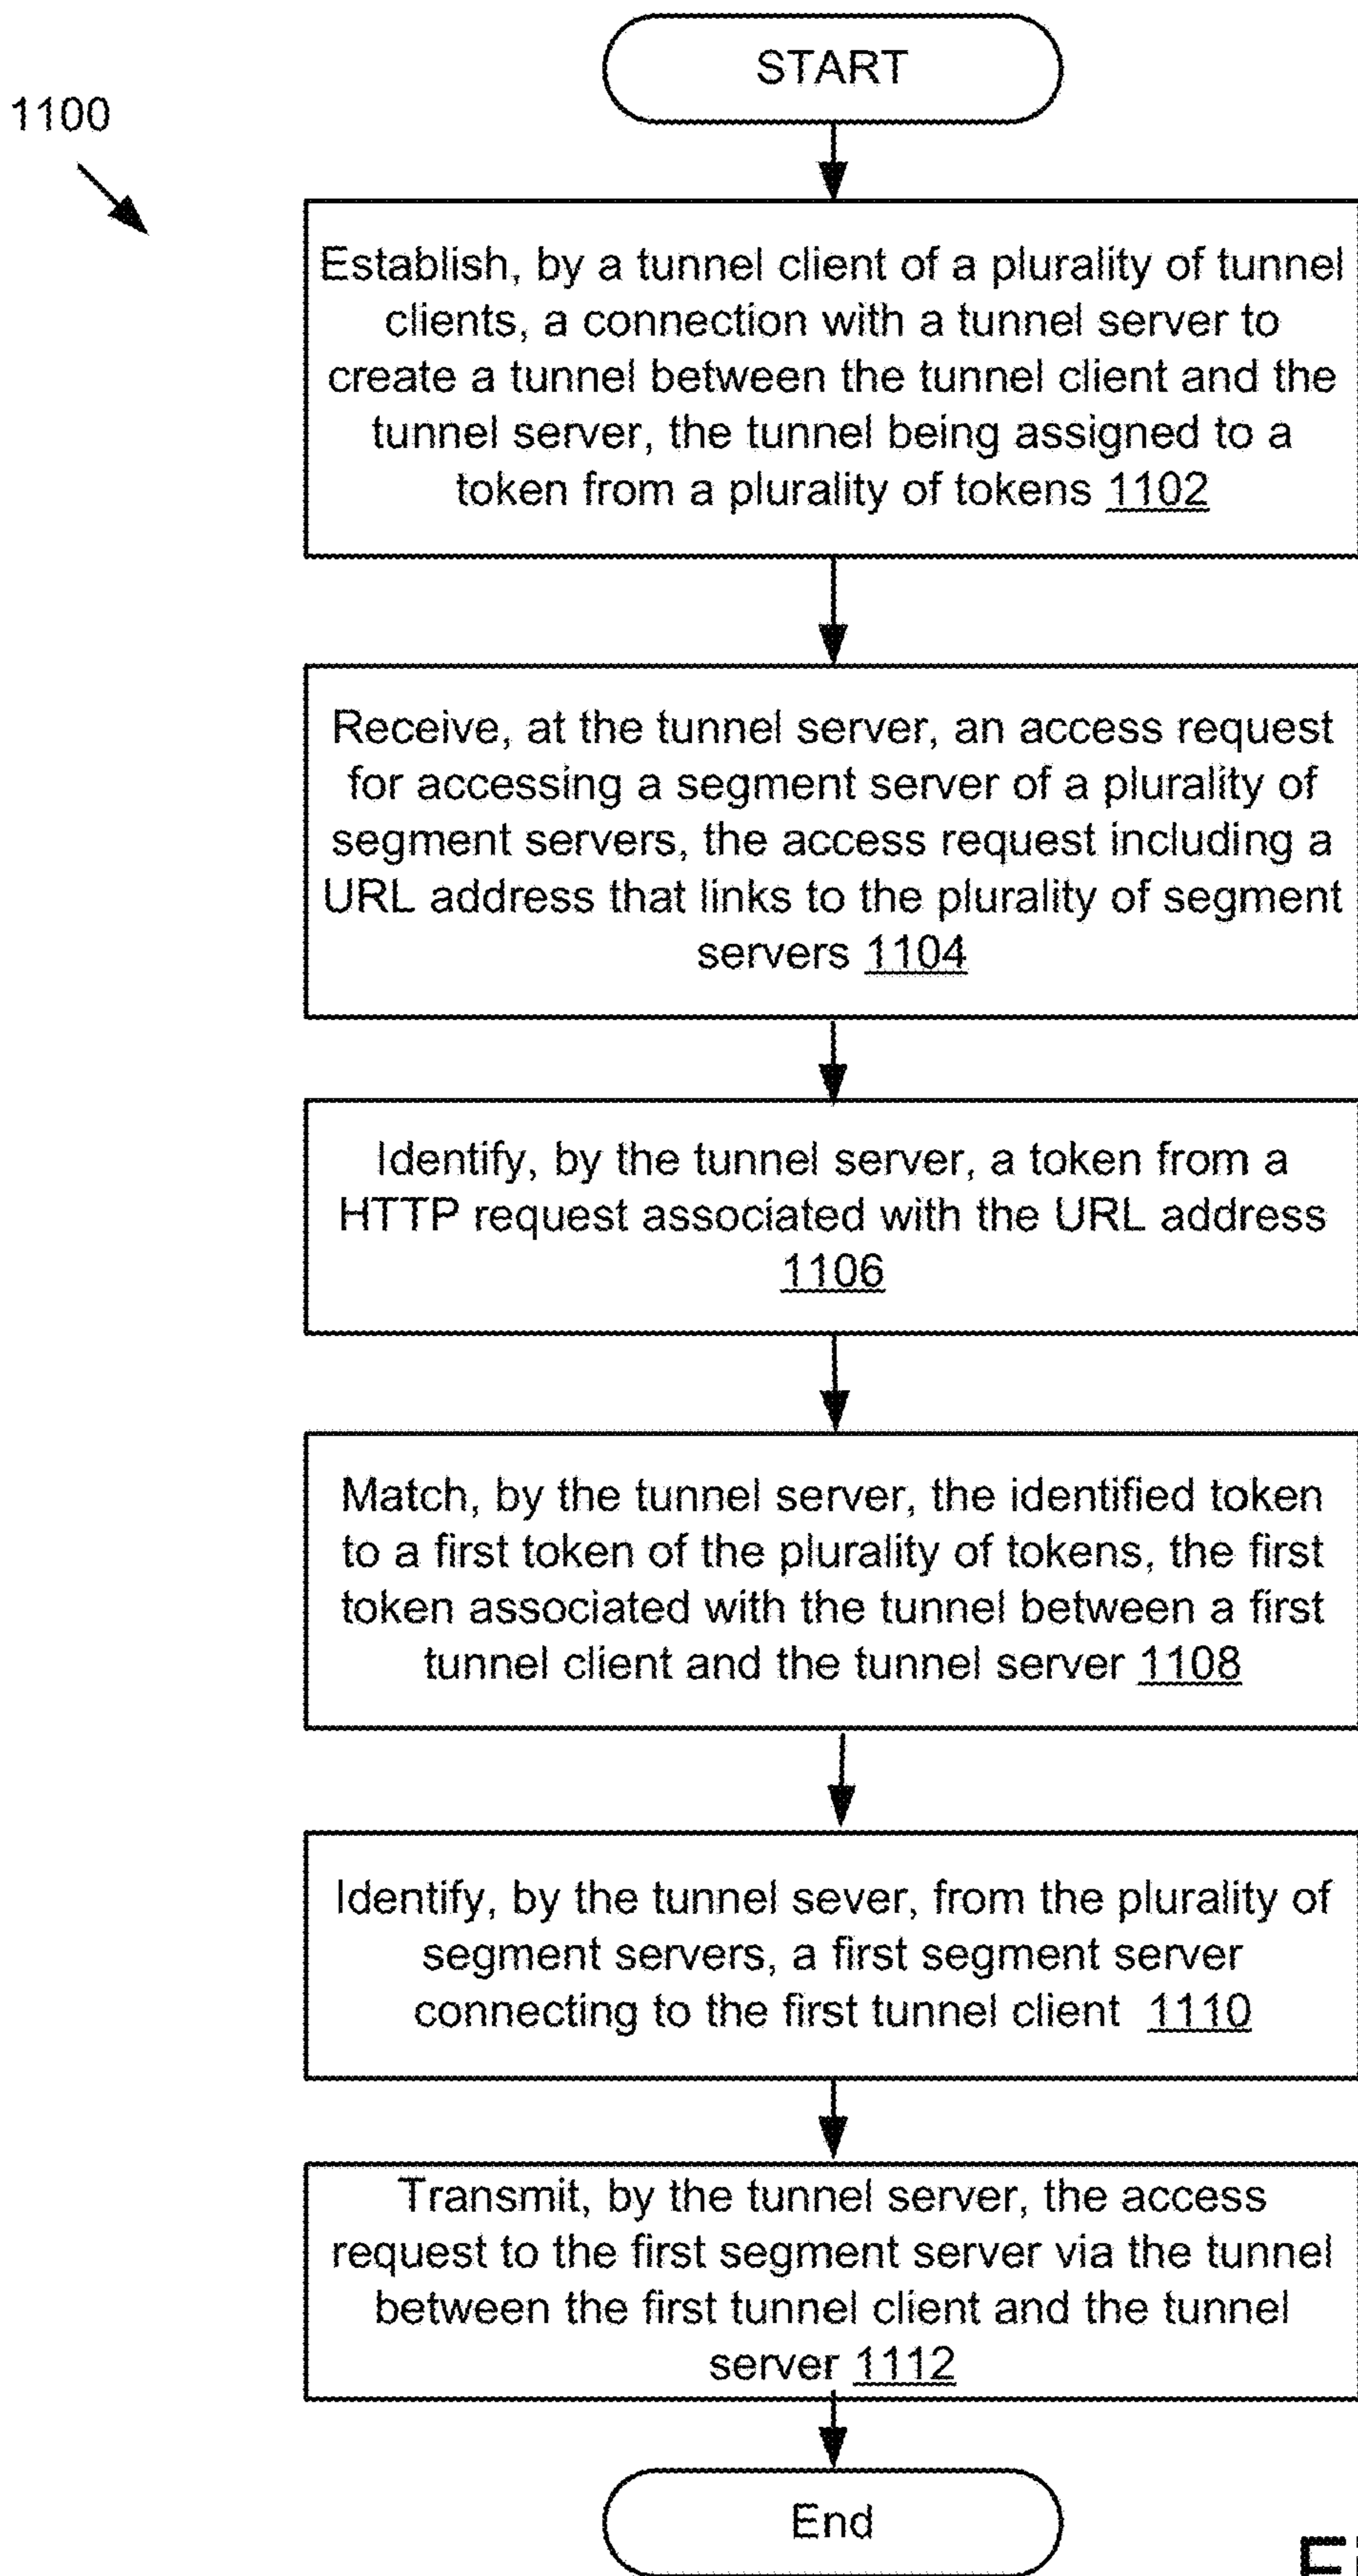 START
1100
Establish, by a tunnel client of a plurality of tunnel
clients, a connection with a tunnel server to
create a tunnel between the tunnel client and the
tunnel server, the tunnel being assigned to a
token from a plurality of tokens 1102
Receive, at the tunnel server, an access request
for accessing a segment server of a plurality of
segment servers, the access request including a
URL address that links to the plurality of segment
servers 1104
Identify, by the tunnel server, a token from a
HTTP request associated with the URL address
1106
Match, by the tunnel server, the identified token
to a first token of the plurality of tokens, the first
token associated with the tunnel between a first
tunnel client and the tunnel server 1108
Identify, by the tunnel sever, from the plurality of
segment servers, a first segment server
connecting to the first tunnel client 1110
Transmit, by the tunnel server, the access
request to the first segment server via the tunnel
between the first tunnel client and the tunnel
server 1112
End